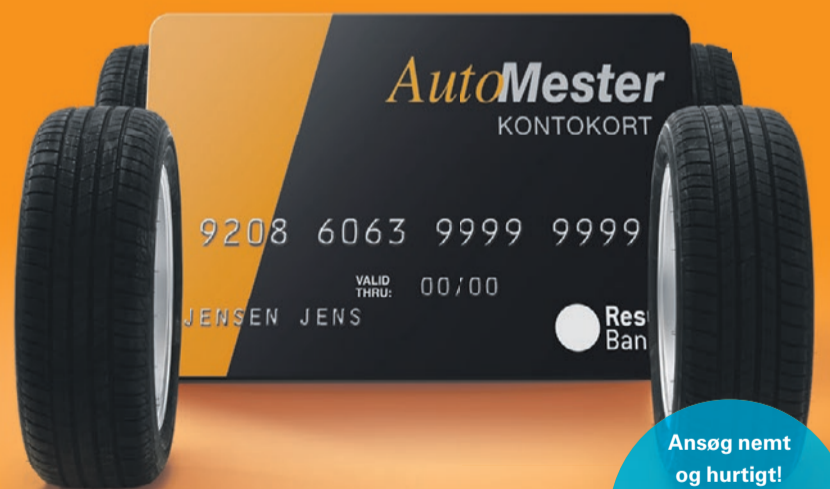 AutoMester
KONTOKORT
9208 6063 9999 9999
VALID
THRU:
00/00
JENSEN JENS
Res
Ban
Ansøg nemt
og hurtigt!